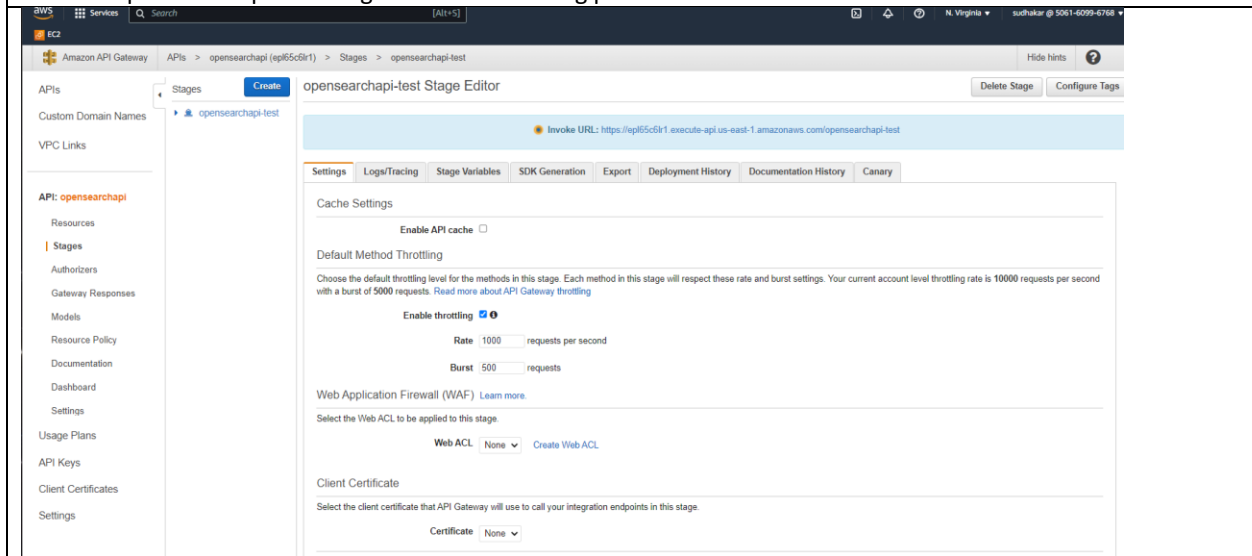 aws Services Search [Alt+S] N. Virginia sudhakar @ 5061-6099-6768
EC2
Amazon API Gateway APIs > opensearchapi (epl65c6lr1) > Stages > opensearchapi-test Hide hints
APIs
Custom Domain Names
VPC Links
API: opensearchapi
Resources
Stages
Authorizers
Gateway Responses
Models
Resource Policy
Documentation
Dashboard
Settings
Usage Plans
API Keys
Client Certificates
Settings
Stages Create
opensearchapi-test
opensearchapi-test Stage Editor Delete Stage Configure Tags
Invoke URL: https://epl65c6lr1.execute-api.us-east-1.amazonaws.com/opensearchapi-test
Settings Logs/Tracing Stage Variables SDK Generation Export Deployment History Documentation History Canary
Cache Settings
Enable API cache
Default Method Throttling
Choose the default throttling level for the methods in this stage. Each method in this stage will respect these rate and burst settings. Your current account level throttling rate is 10000 requests per second
with a burst of 5000 requests. Read more about API Gateway throttling
Enable throttling
Rate 1000 requests per second
Burst 500 requests
Web Application Firewall (WAF) Learn more.
Select the Web ACL to be applied to this stage.
Web ACL None Create Web ACL
Client Certificate
Select the client certificate that API Gateway will use to call your integration endpoints in this stage.
Certificate None